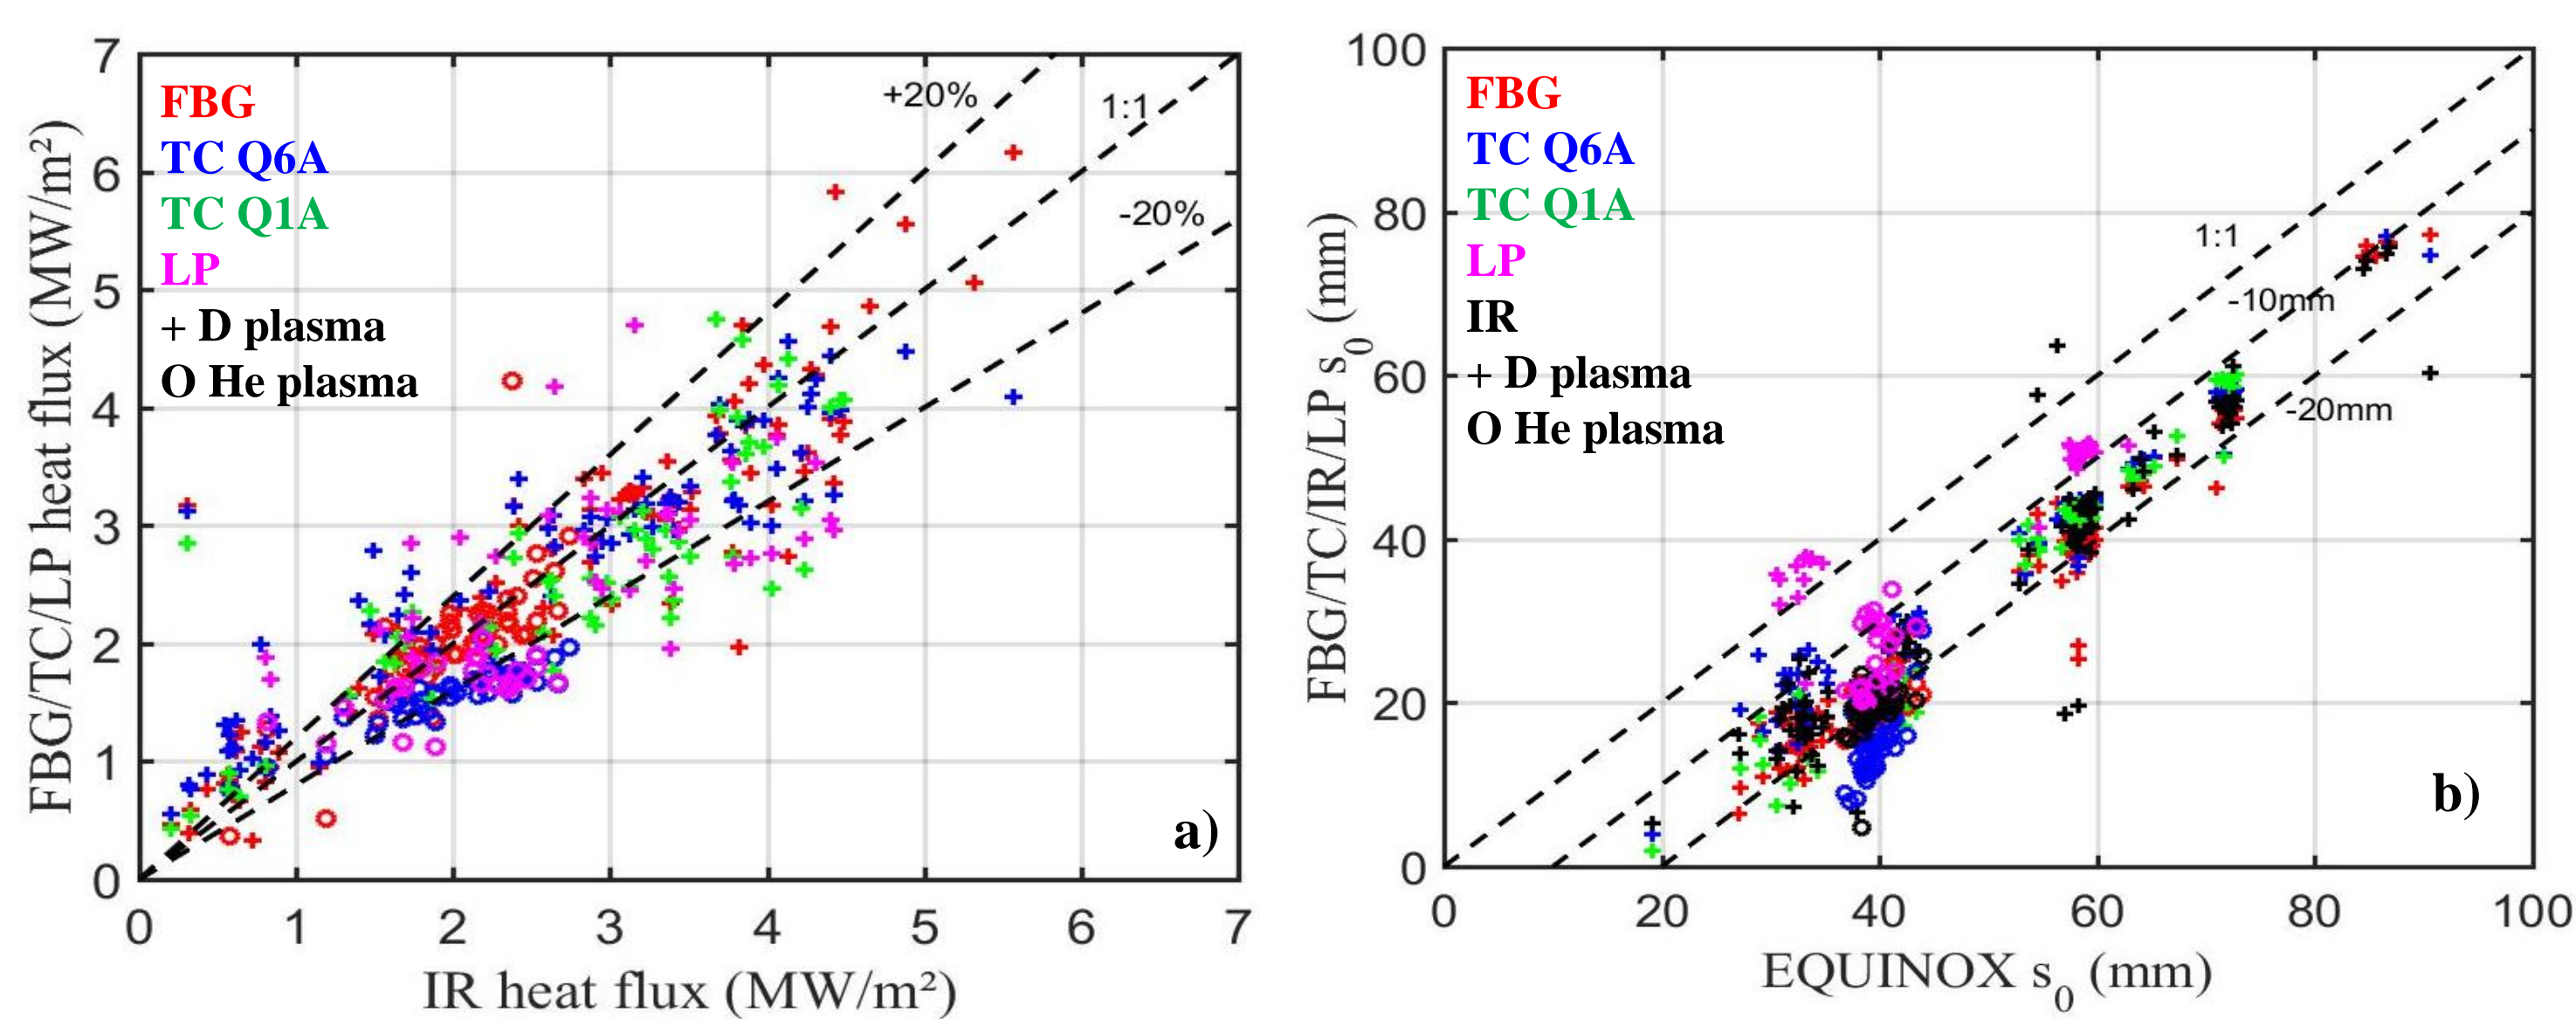 7
6
5
4
3
2
1
0
FBG/TC/LP heat flux (MW/m²)
FBG
TC Q6A
TC Q1A
LP
+ D plasma
O He plasma
+20%
1:1
-20%
a)
0 1 2 3 4 5 6 7
IR heat flux (MW/m²)
100
80
60
40
20
0
FBG/TC/IR/LP s₀ (mm)
FBG
TC Q6A
TC Q1A
LP
IR
+ D plasma
O He plasma
1:1
-10mm
-20mm
b)
0 20 40 60 80 100
EQUINOX s₀ (mm)